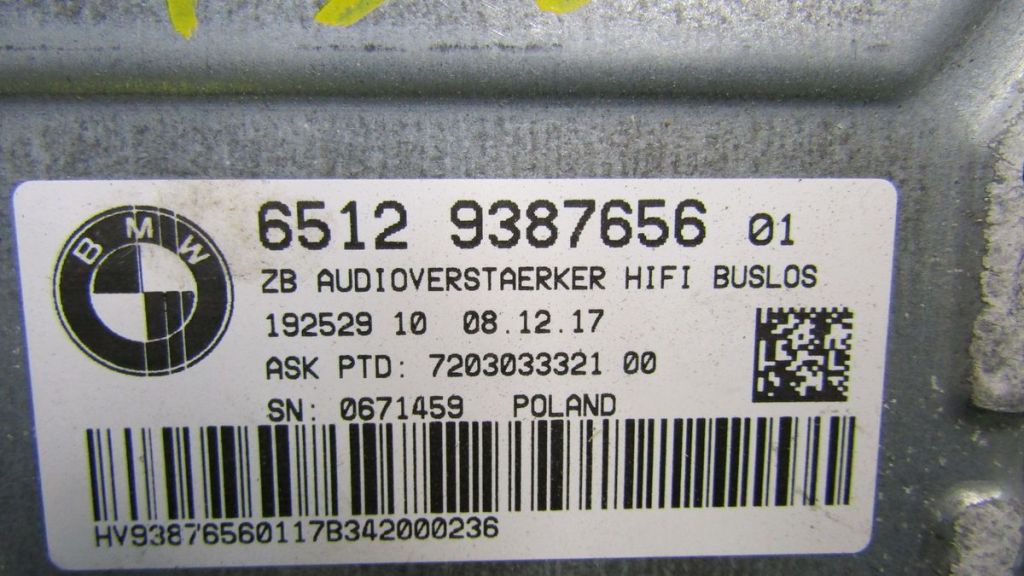 BMW
6512 9387656 01
ZB AUDIOVERSTAERKER HIFI BUSLOS
192529 10 08.12.17
ASK PTD: 7203033321 00
SN: 0671459 POLAND
HV93876560117B342000236